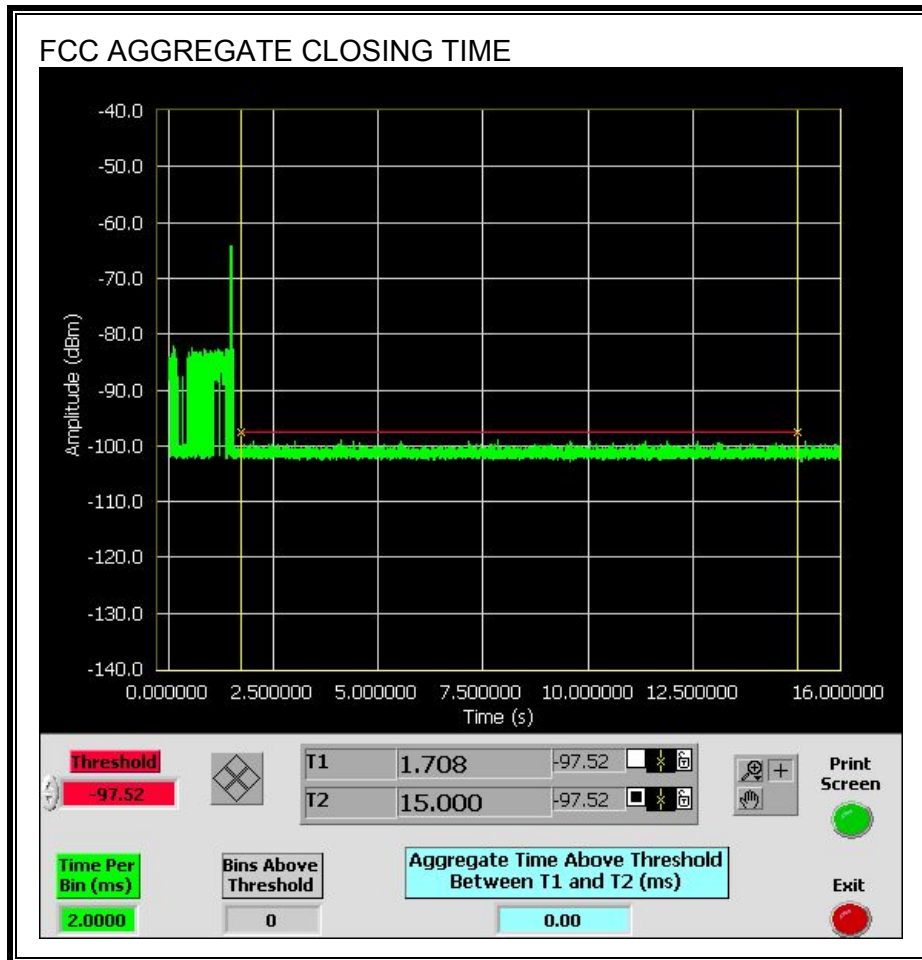 FCC AGGREGATE CLOSING TIME
-40.0
-50.0
-60.0
-70.0
-80.0
-90.0
-100.0
-110.0
-120.0
-130.0
-140.0
Amplitude (dBm)
0.000000 2.500000 5.000000 7.500000 10.000000 12.500000 16.000000
Time (s)
Threshold
-97.52
T1 1.708 -97.52
T2 15.000 -97.52
Print
Screen
Time Per
Bin (ms)
2.0000
Bins Above
Threshold
0
Aggregate Time Above Threshold
Between T1 and T2 (ms)
0.00
Exit